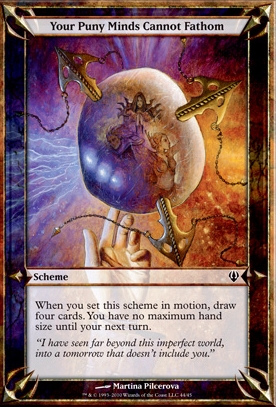 Your Puny Minds Cannot Fathom
Scheme
When you set this scheme in motion, draw
four cards. You have no maximum hand
size until your next turn.
“I have seen far beyond this imperfect world,
into a tomorrow that doesn’t include you.”
Martina Pilcerova
™ & © 1993–2010 Wizards of the Coast LLC 44/45